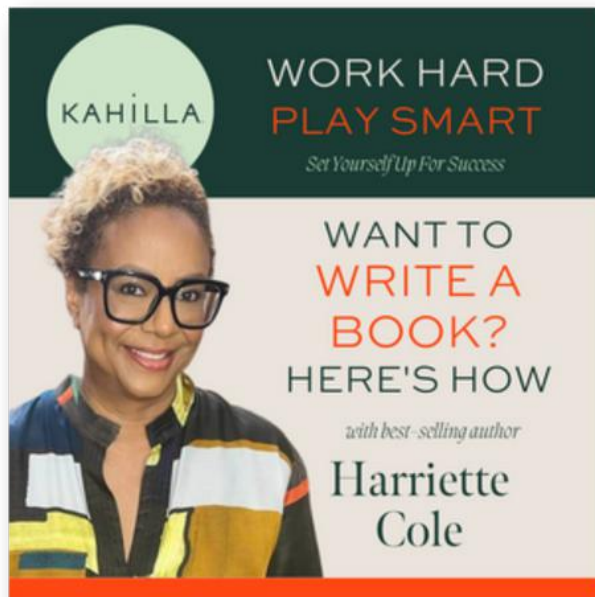 KAHiLLA
WORK HARD
PLAY SMART
Set Yourself Up For Success
WANT TO
WRITE A
BOOK?
HERE'S HOW
with best-selling author
Harriette
Cole